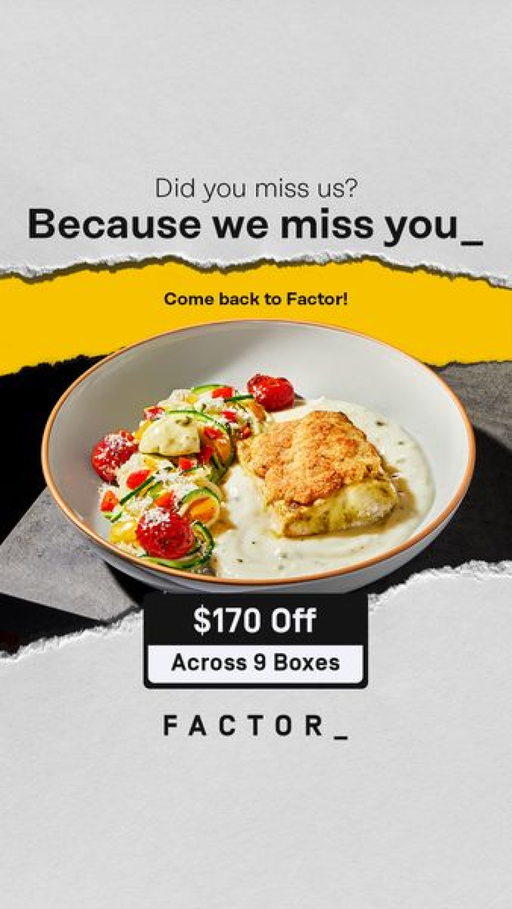 Did you miss us?
Because we miss you_
Come back to Factor!
$170 Off
Across 9 Boxes
FACTOR_